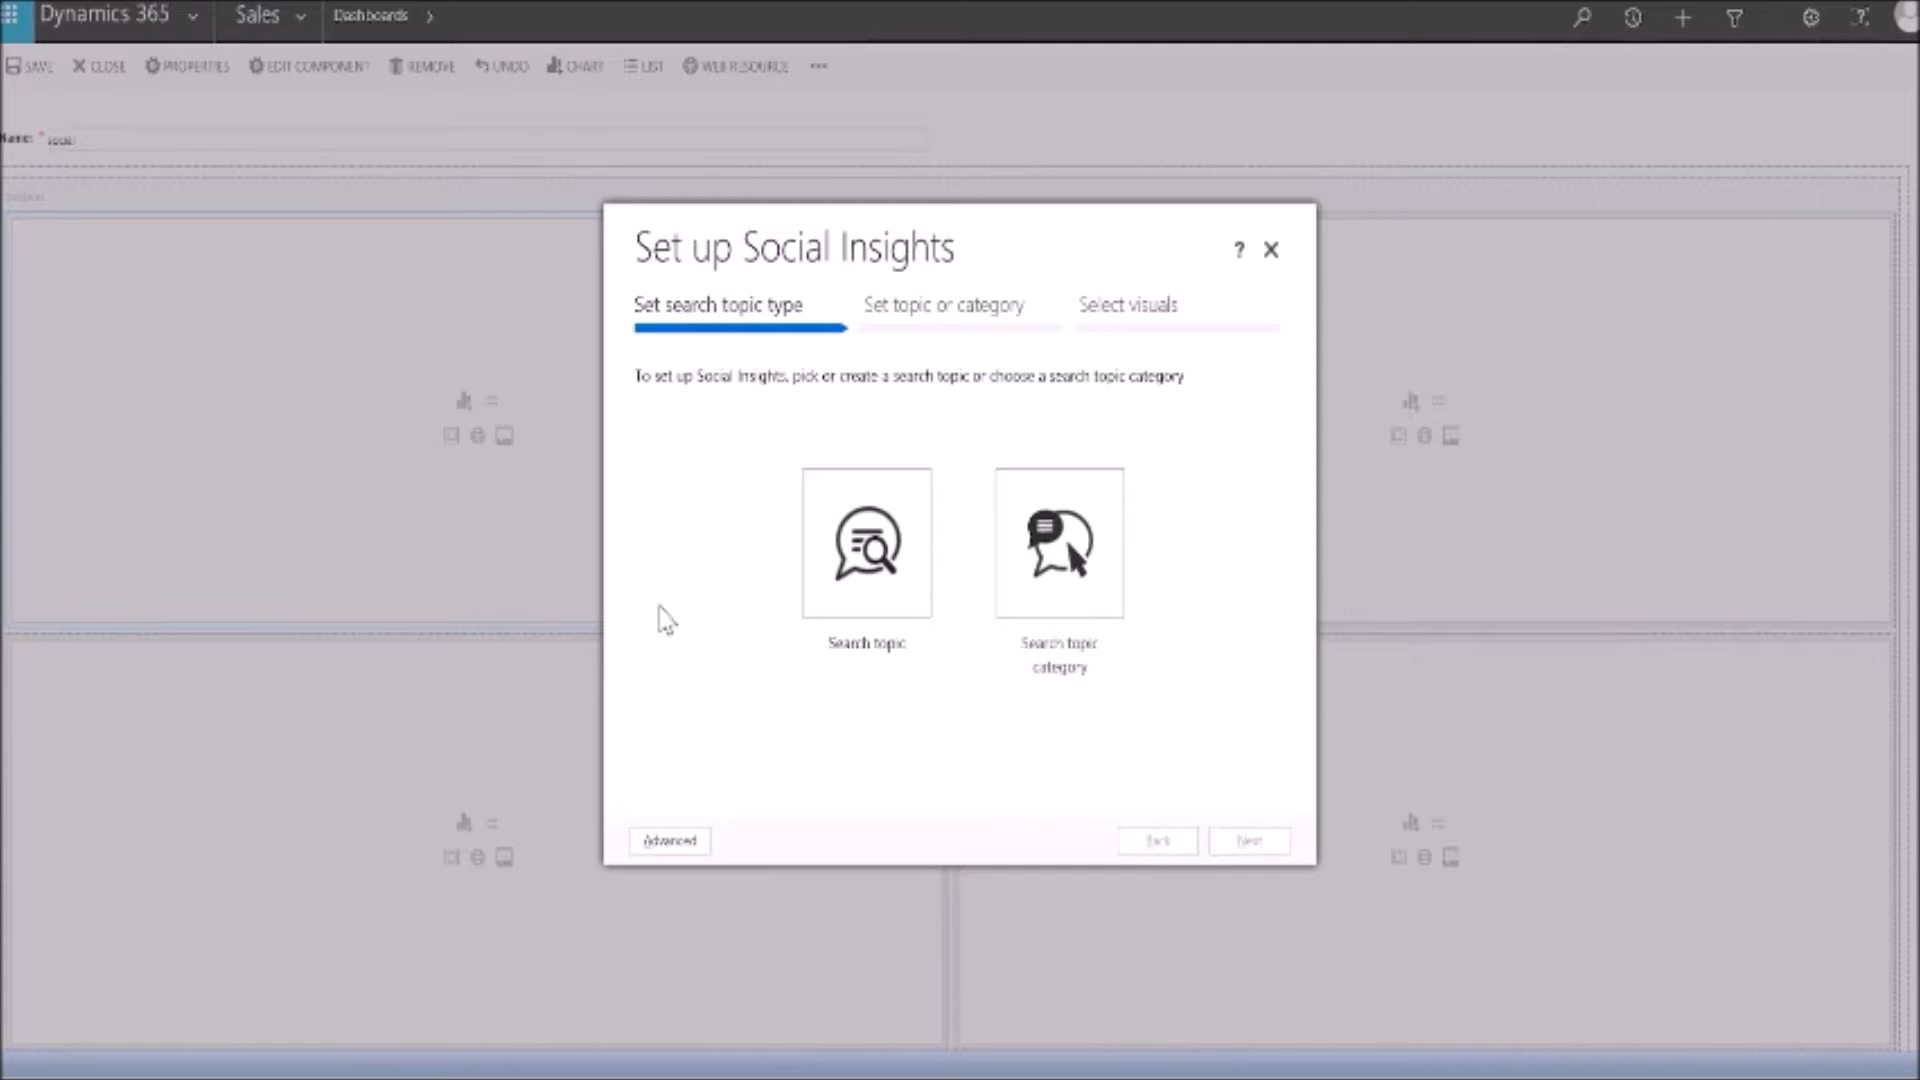 Dynamics 365
Sales
Dashboards
SAVE
CLOSE
PROPERTIES
EDIT COMPONENT
REMOVE
UNDO
CHART
LIST
WEB RESOURCE
Name: *
social
Set up Social Insights
?
Set search topic type
Set topic or category
Select visuals
To set up Social Insights, pick or create a search topic or choose a search topic category
Search topic
Search topic
category
Advanced
Back
Next